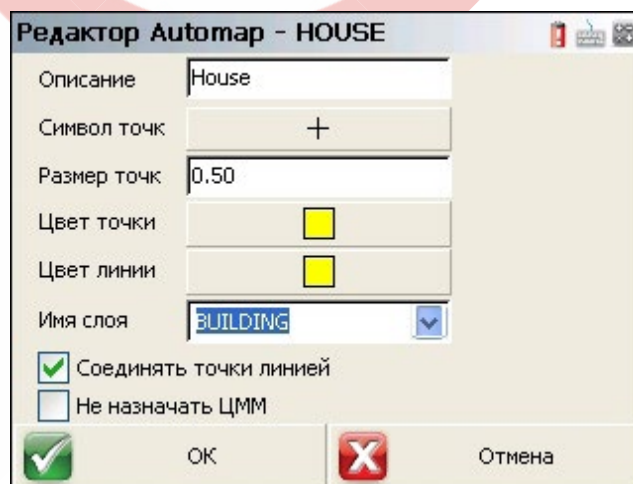 Редактор Automap - HOUSE
Описание House
Символ точк
Размер точк 0.50
Цвет точки
Цвет линии
Имя слоя BUILDING
Соединять точки линией
Не назначать ЦММ
ОК Отмена